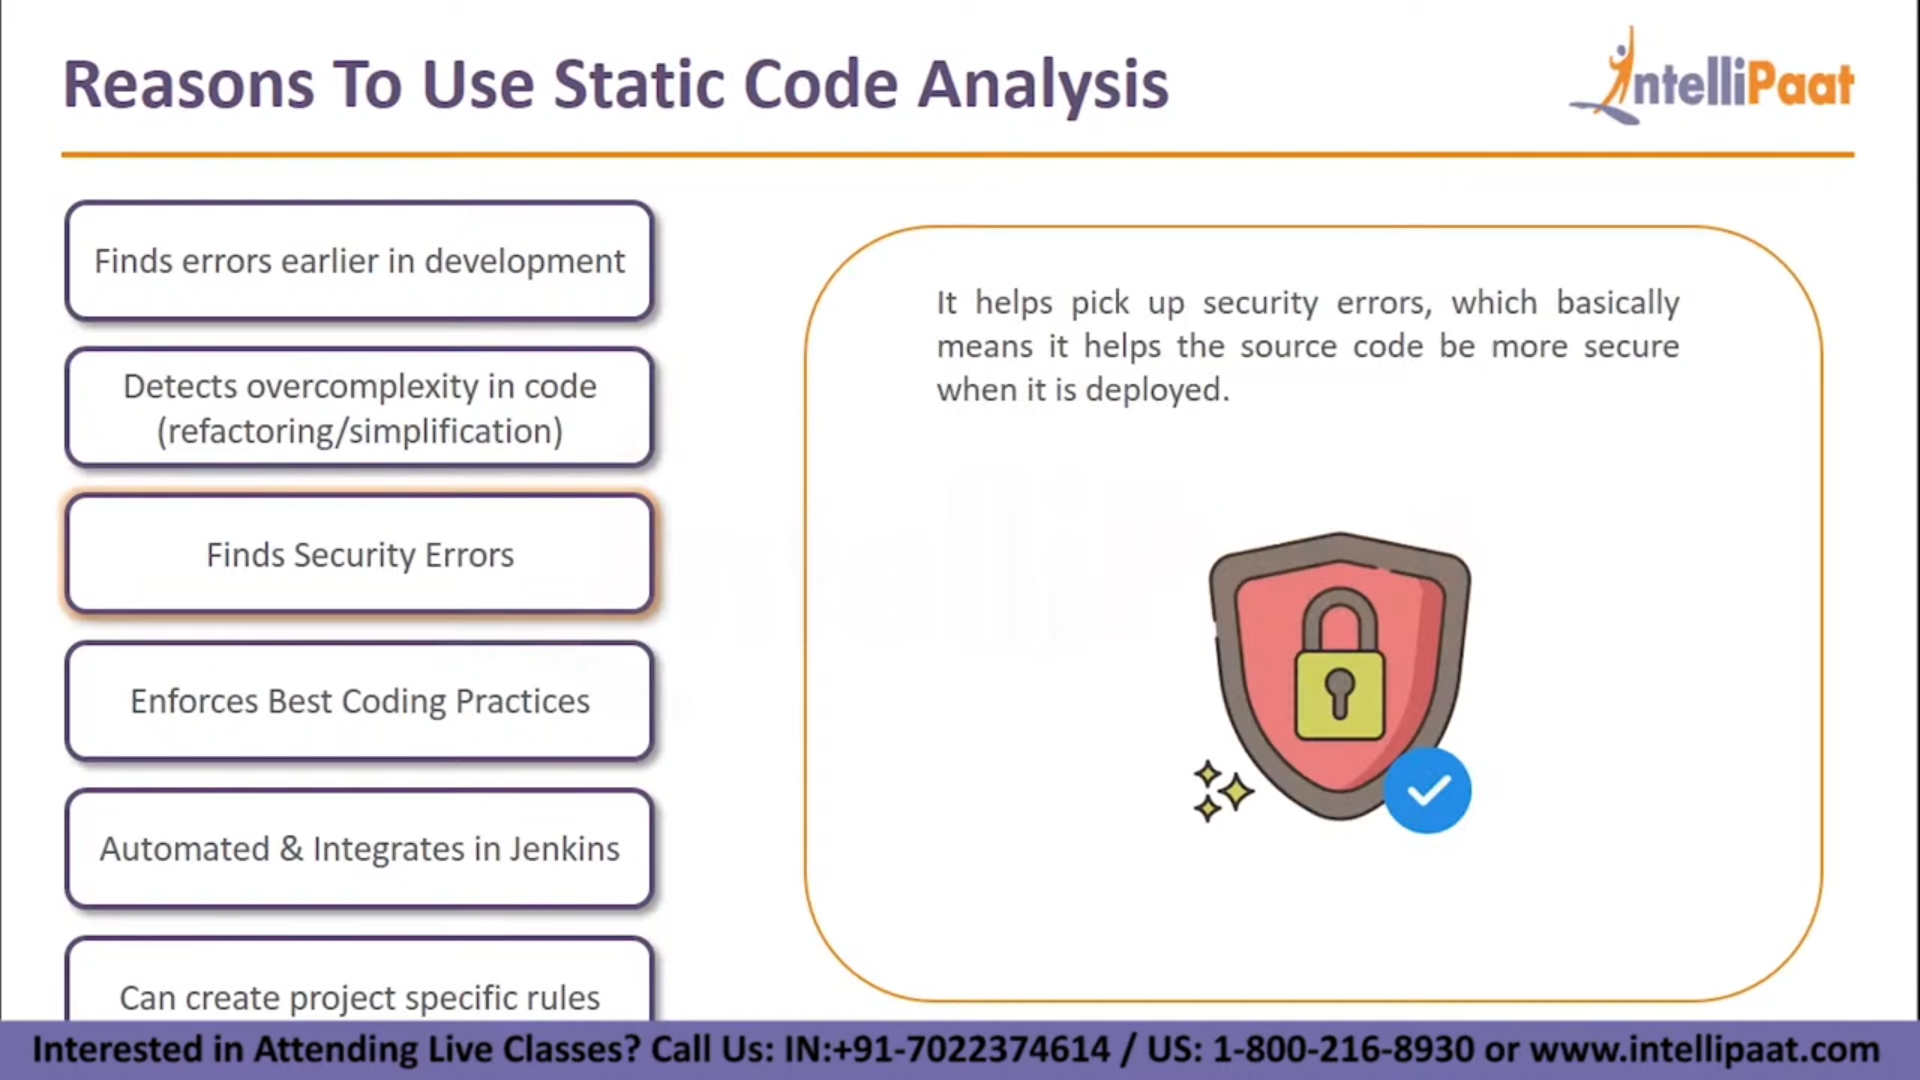 Reasons To Use Static Code Analysis
IntelliPaat
Finds errors earlier in development
Detects overcomplexity in code
(refactoring/simplification)
Finds Security Errors
Enforces Best Coding Practices
Automated & Integrates in Jenkins
Can create project specific rules
It helps pick up security errors, which basically
means it helps the source code be more secure
when it is deployed.
Interested in Attending Live Classes? Call Us: IN:+91-7022374614 / US: 1-800-216-8930 or www.intellipaat.com